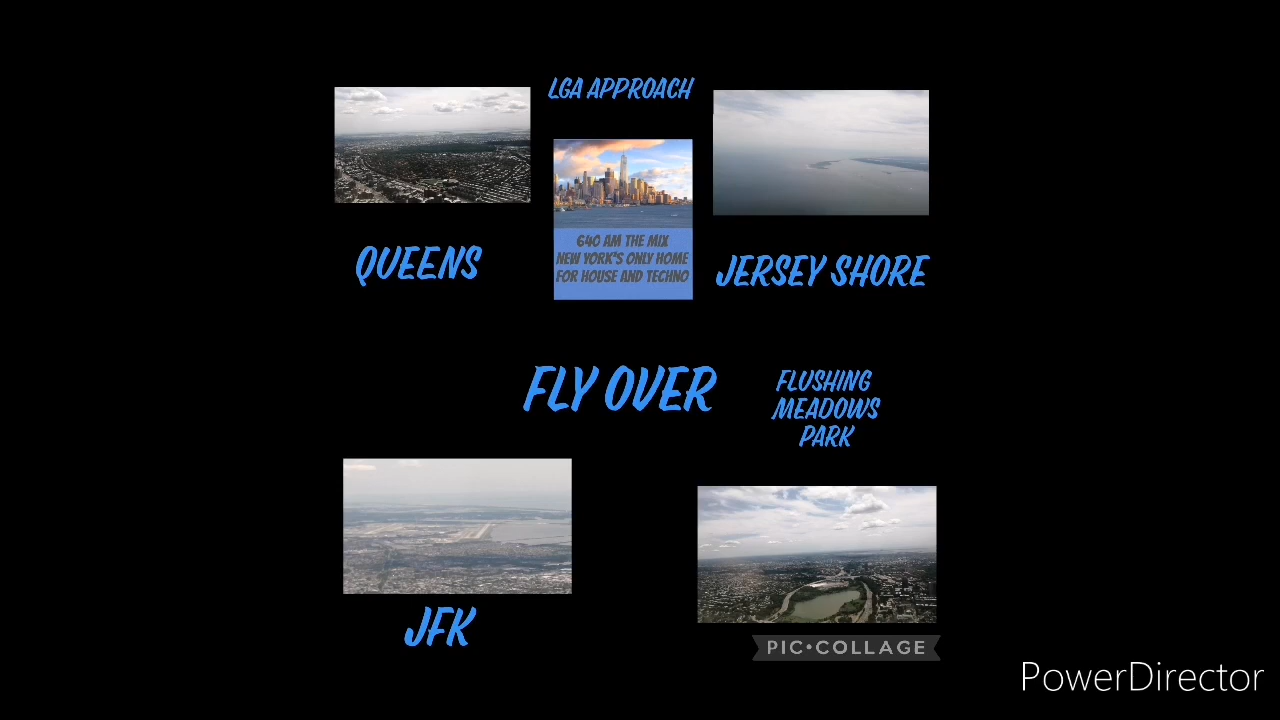 LGA APPROACH
640 AM THE MIX
NEW YORK'S ONLY HOME
FOR HOUSE AND TECHNO
QUEENS
JERSEY SHORE
FLY OVER
FLUSHING
MEADOWS
PARK
JFK
PIC•COLLAGE
PowerDirector